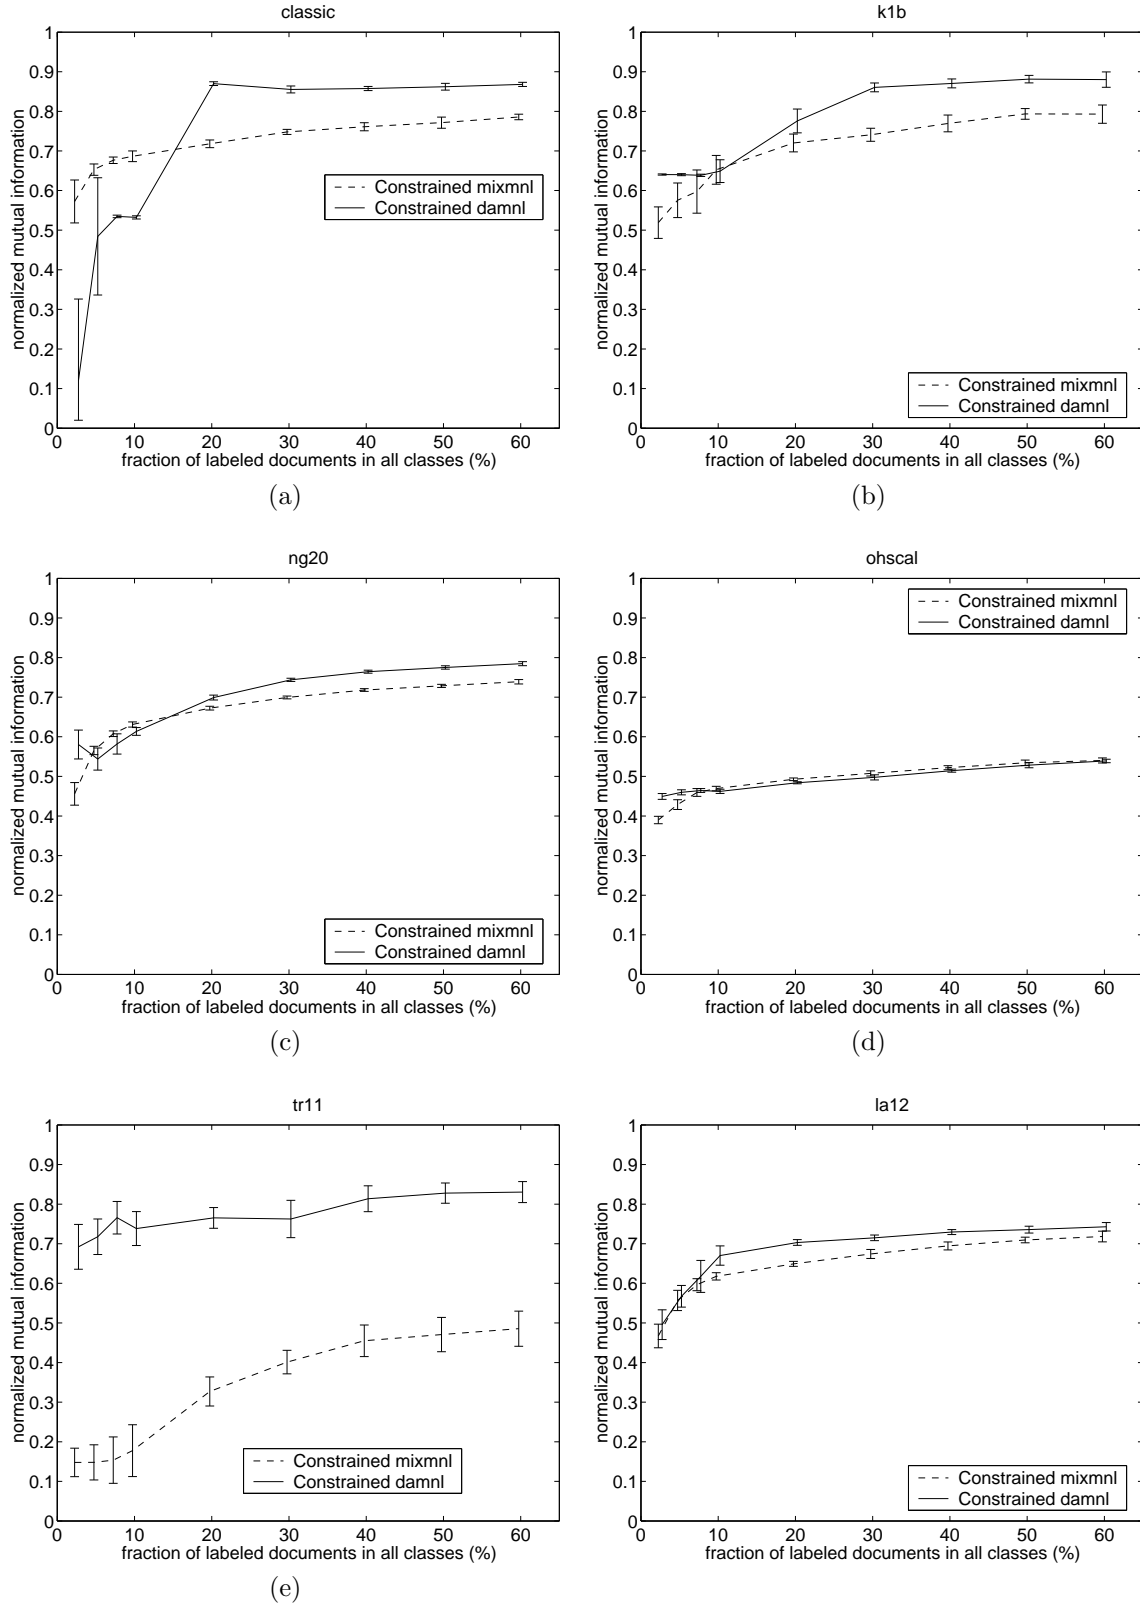 classic
1
0.9
0.8
0.7
0.6
0.5
0.4
0.3
0.2
0.1
0
normalized mutual information
Constrained mixmnl
Constrained damnl
0 10 20 30 40 50 60
fraction of labeled documents in all classes (%)
(a)
k1b
1
0.9
0.8
0.7
0.6
0.5
0.4
0.3
0.2
0.1
0
normalized mutual information
Constrained mixmnl
Constrained damnl
0 10 20 30 40 50 60
fraction of labeled documents in all classes (%)
(b)
ng20
1
0.9
0.8
0.7
0.6
0.5
0.4
0.3
0.2
0.1
0
normalized mutual information
Constrained mixmnl
Constrained damnl
0 10 20 30 40 50 60
fraction of labeled documents in all classes (%)
(c)
ohscal
1
0.9
0.8
0.7
0.6
0.5
0.4
0.3
0.2
0.1
0
normalized mutual information
Constrained mixmnl
Constrained damnl
0 10 20 30 40 50 60
fraction of labeled documents in all classes (%)
(d)
tr11
1
0.9
0.8
0.7
0.6
0.5
0.4
0.3
0.2
0.1
0
normalized mutual information
Constrained mixmnl
Constrained damnl
0 10 20 30 40 50 60
fraction of labeled documents in all classes (%)
(e)
la12
1
0.9
0.8
0.7
0.6
0.5
0.4
0.3
0.2
0.1
0
normalized mutual information
Constrained mixmnl
Constrained damnl
0 10 20 30 40 50 60
fraction of labeled documents in all classes (%)